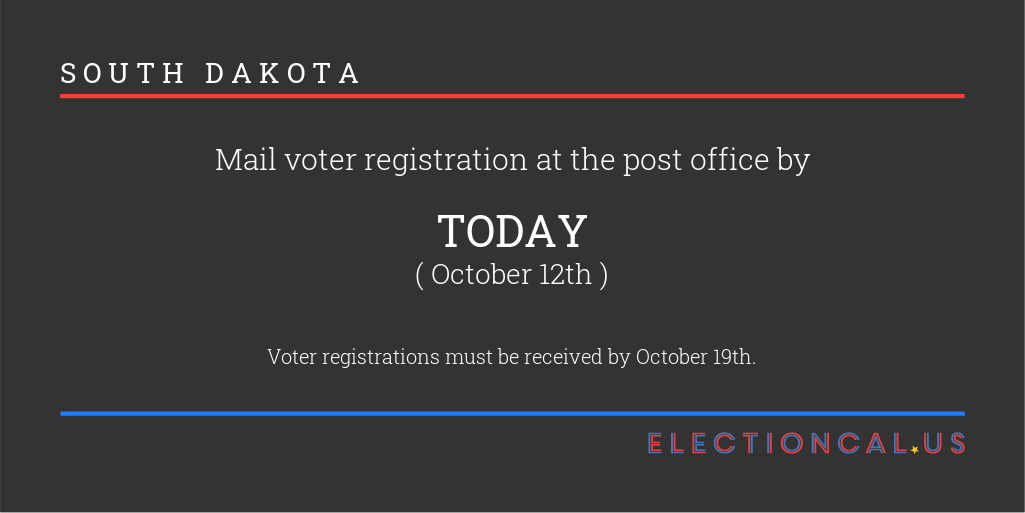 SOUTH DAKOTA
Mail voter registration at the post office by
TODAY
( October 12th )
Voter registrations must be received by October 19th.
ELECTIONCAL.US